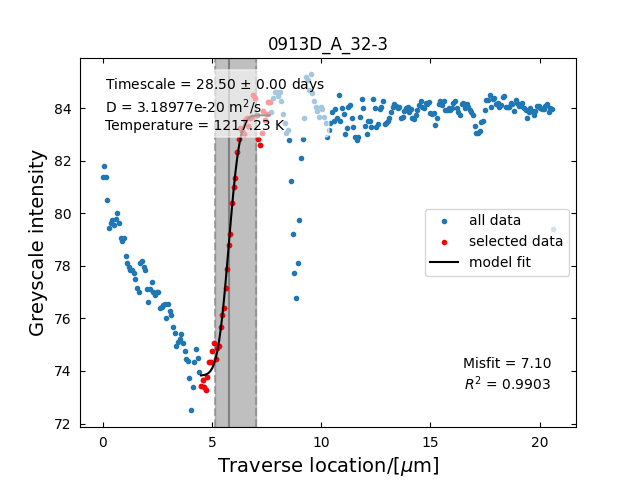 0913D_A_32-3
Timescale = 28.50 ± 0.00 days
D = 3.18977e-20 m²/s
Temperature = 1217.23 K
84
82
80
78
76
74
72
Greyscale intensity
all data
selected data
model fit
Misfit = 7.10
R² = 0.9903
0 5 10 15 20
Traverse location/[μm]